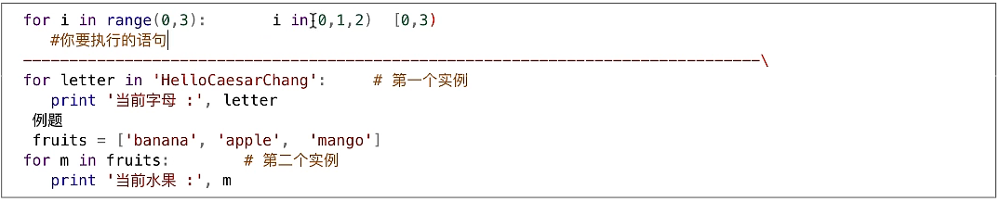 for i in range(0,3):       i in(0,1,2)  [0,3)
   #你要执行的语句
--------------------------------------------------------------------------------\
for letter in 'HelloCaesarChang':     # 第一个实例
   print '当前字母 :', letter
 例题
 fruits = ['banana', 'apple',  'mango']
for m in fruits:        # 第二个实例
   print '当前水果 :', m